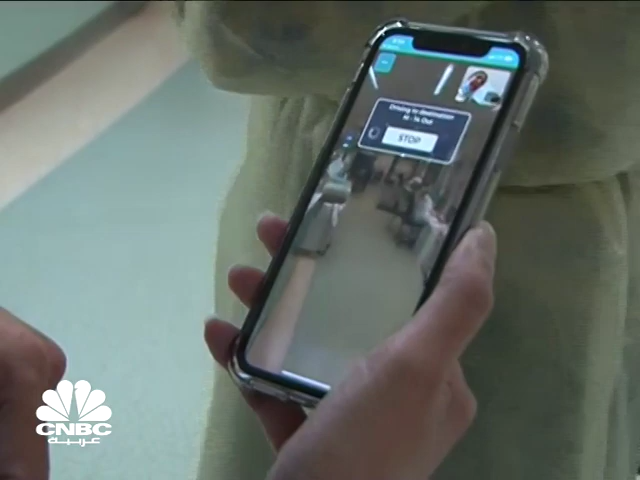 Driving to destination
STOP
CNBC
عربية